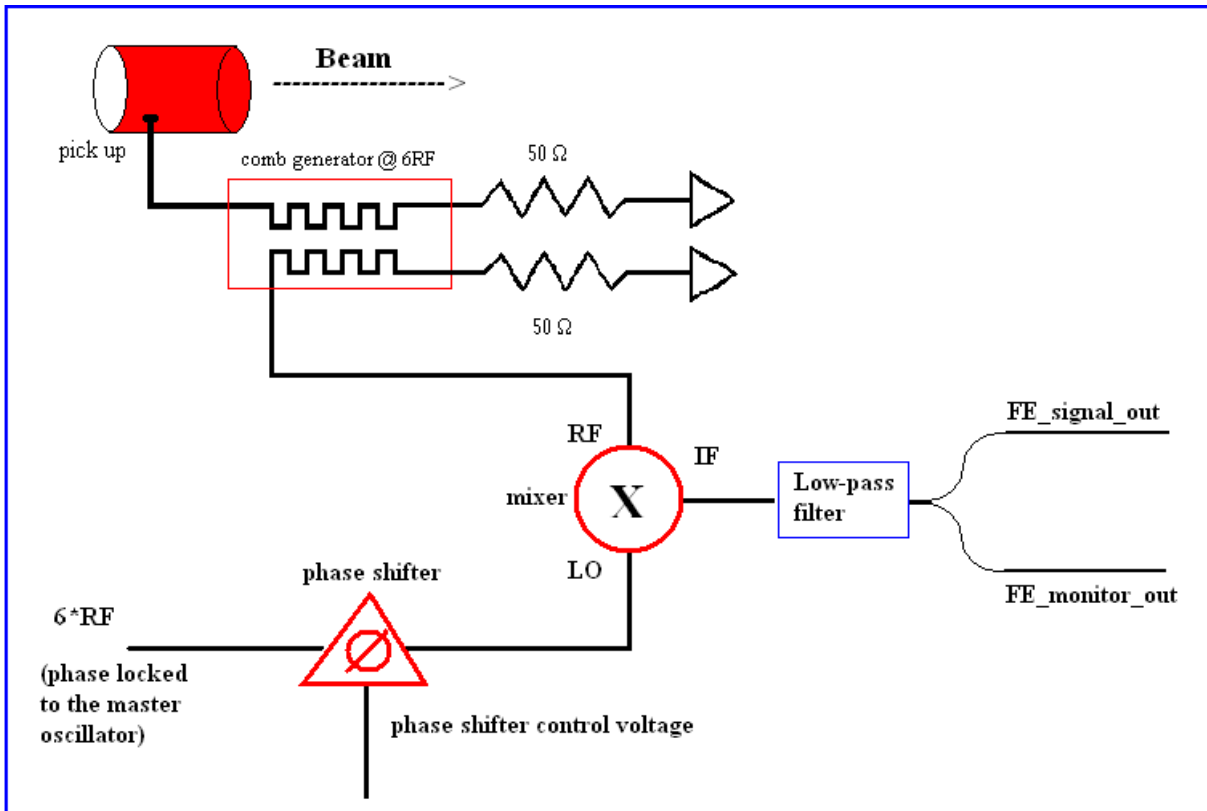 Beam
pick up
comb generator @ 6RF
50 Ω
50 Ω
RF
IF
mixer
X
LO
Low-pass
filter
FE_signal_out
FE_monitor_out
phase shifter
6*RF
(phase locked
to the master
oscillator)
phase shifter control voltage